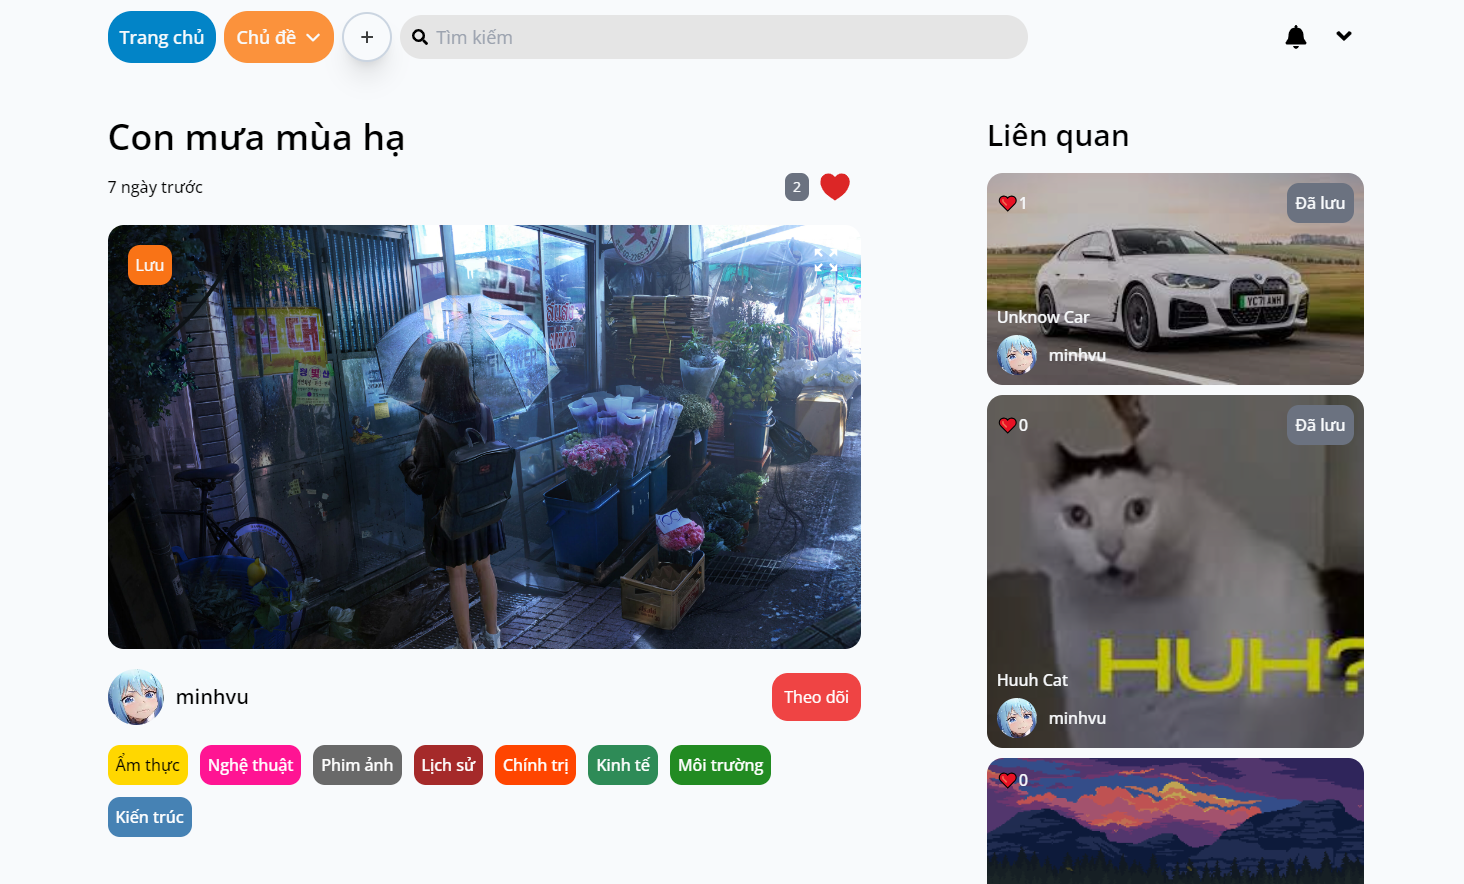 Trang chủ
Chủ đề
Tìm kiếm
Con mưa mùa hạ
7 ngày trước
2
Lưu
minhvu
Theo dõi
Ẩm thực
Nghệ thuật
Phim ảnh
Lịch sử
Chính trị
Kinh tế
Môi trường
Kiến trúc
Liên quan
1
Đã lưu
YC71 AWH
Unknow Car
minhvu
0
Đã lưu
HUH?
Huuh Cat
minhvu
0